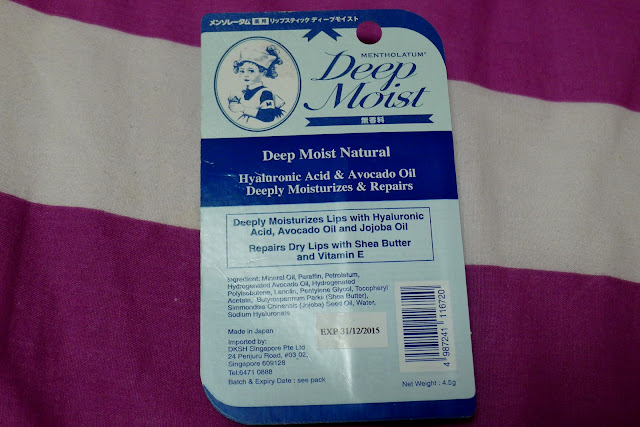 メンソレータム 薬用 リップスティック ディープモイスト
MENTHOLATUM®
Deep
Moist
無香料
Deep Moist Natural
Hyaluronic Acid & Avocado Oil
Deeply Moisturizes & Repairs
Deeply Moisturizes Lips with Hyaluronic
Acid, Avocado Oil and Jojoba Oil
Repairs Dry Lips with Shea Butter
and Vitamin E
Ingredient: Mineral Oil, Paraffin, Petrolatum,
Hydrogenated Avocado Oil, Hydrogenated
Polyisobutene, Lanolin, Pentylene Glycol, Tocopheryl
Acetate, Butyrospermum Parkii (Shea Butter),
Simmondsia Chinensis (Jojoba) Seed Oil, Water,
Sodium Hyaluronate
Made in Japan
EXP 31/12/2015
Imported by:
DKSH Singapore Pte Ltd
24 Penjuru Road, #03_02,
Singapore 609128
Tel:6471 0888
Batch & Expiry Date : see pack
4 987241 116720
Net Weight : 4.5g